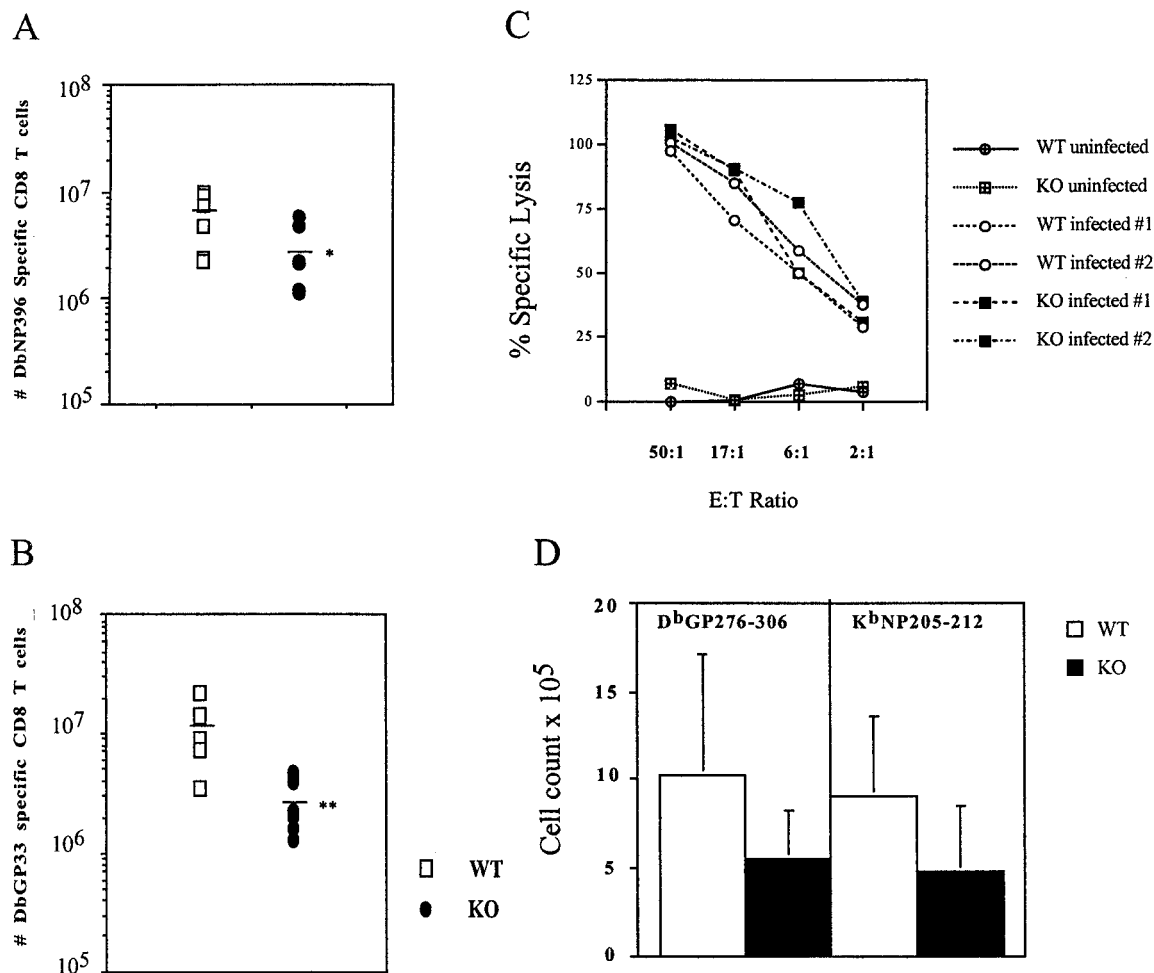 A
# DbNP396 Specific CD8 T cells
10^8
10^7
10^6
10^5
*
B
# DbGP33 specific CD8 T cells
10^8
10^7
10^6
10^5
**
WT
KO
C
% Specific Lysis
125
100
75
50
25
0
50:1 17:1 6:1 2:1
E:T Ratio
WT uninfected
KO uninfected
WT infected #1
WT infected #2
KO infected #1
KO infected #2
D
Cell count x 10^5
20
15
10
5
0
D^bGP276-306 K^bNP205-212
WT
KO